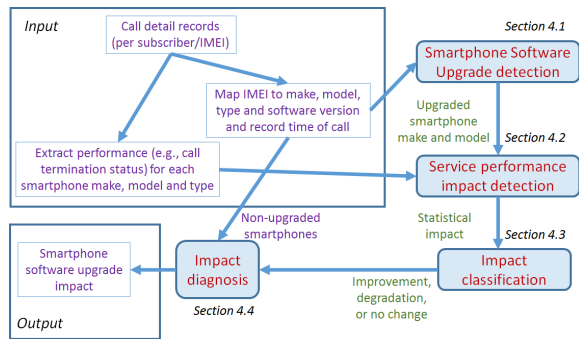 Input
Call detail records
(per subscriber/IMEI)
Map IMEI to make, model,
type and software version
and record time of call
Extract performance (e.g., call
termination status) for each
smartphone make, model and type
Section 4.1
Smartphone Software
Upgrade detection
Upgraded
smartphone
make and model
Section 4.2
Service performance
impact detection
Statistical
impact
Section 4.3
Impact
classification
Improvement,
degradation,
or no change
Non-upgraded
smartphones
Impact
diagnosis
Section 4.4
Smartphone
software upgrade
impact
Output